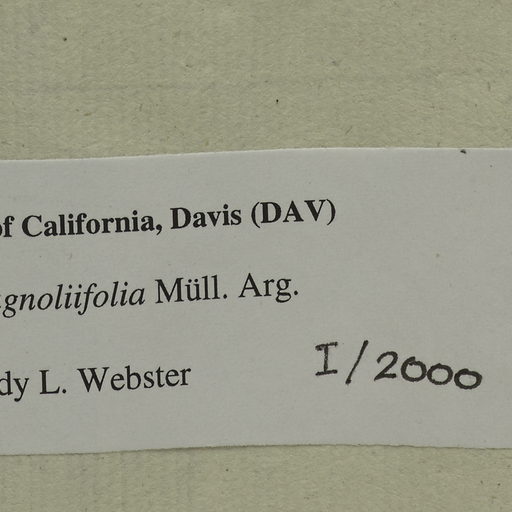 of California, Davis (DAV)
gnoliifolia Müll. Arg.
dy L. Webster I/2000